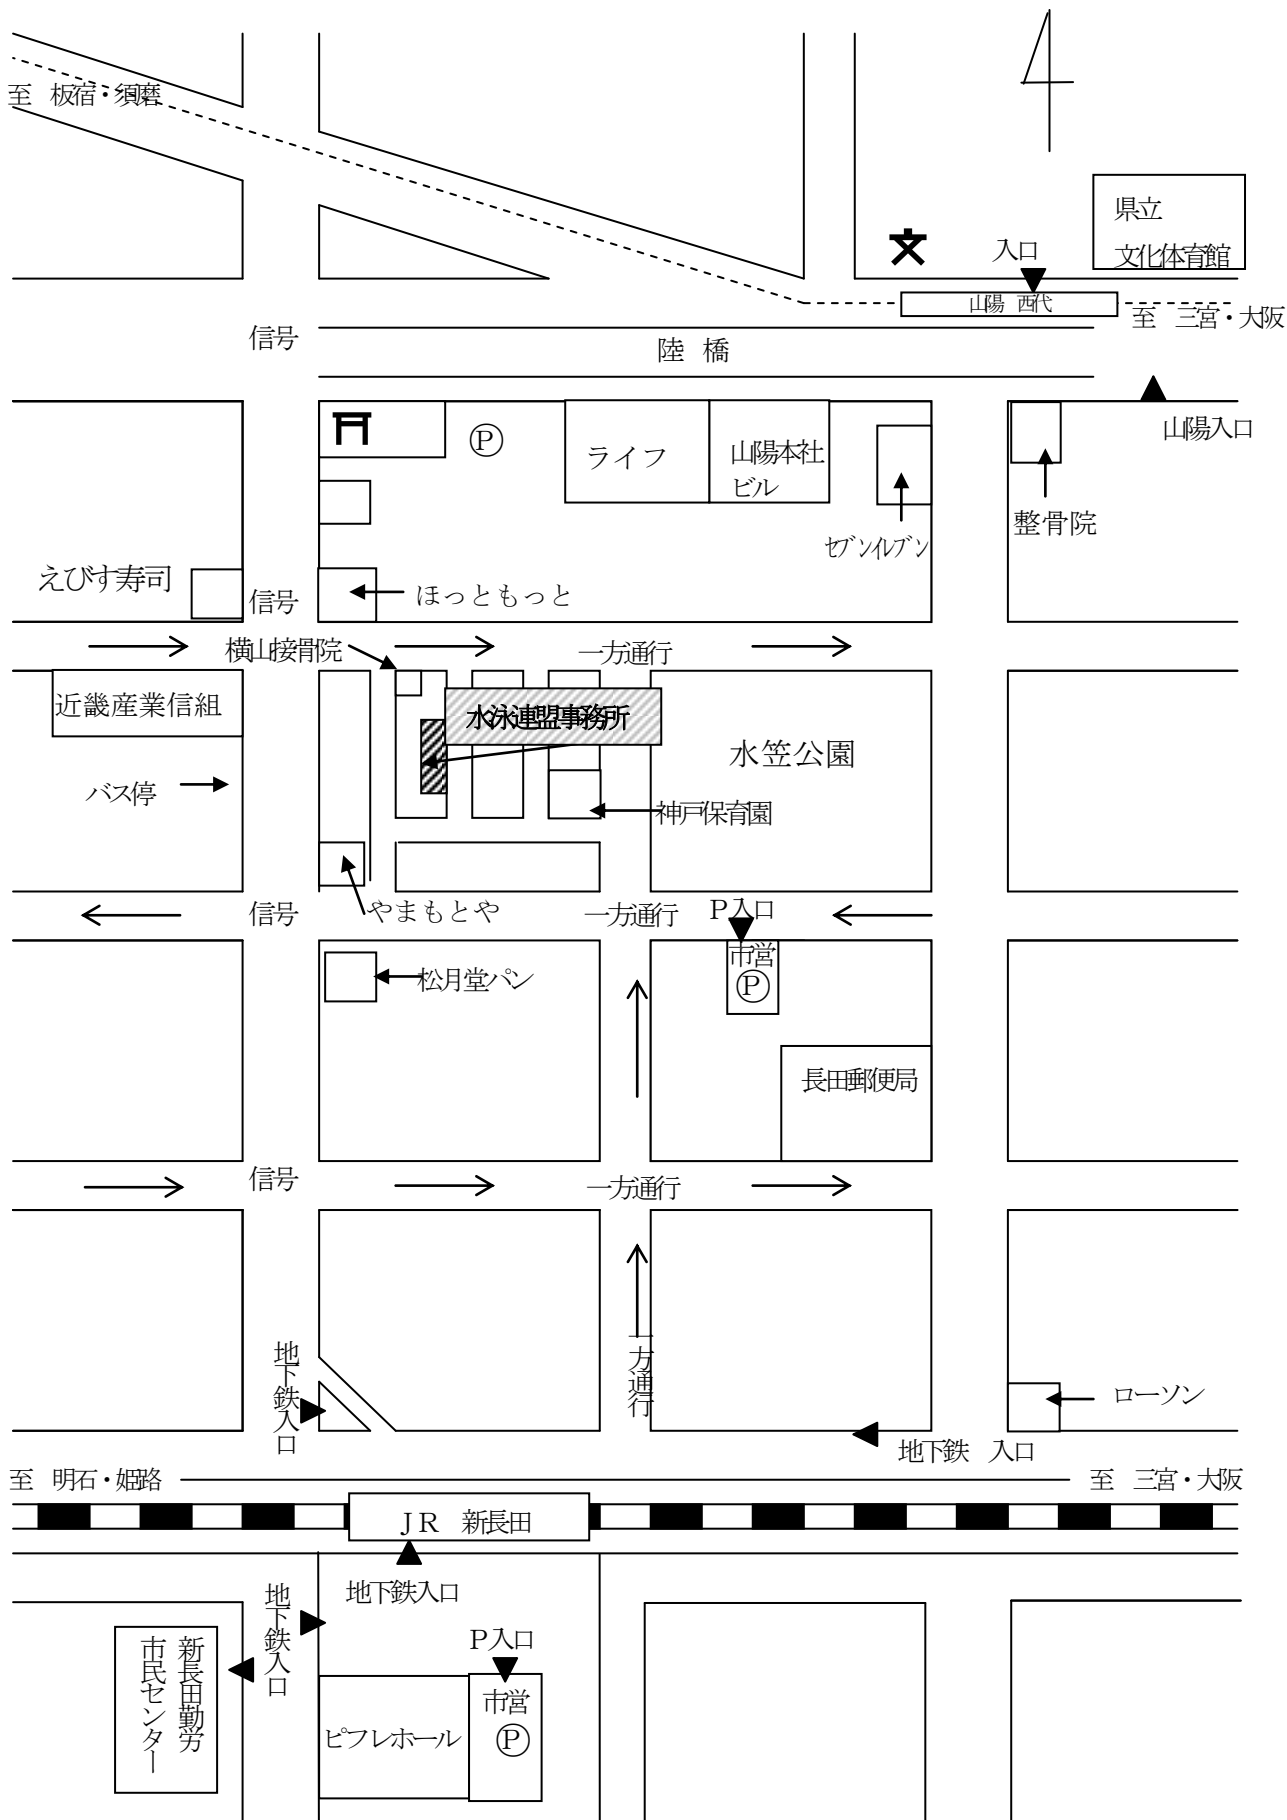 至 板宿・須磨
県立
文化体育館
入口
山陽 西代
至 三宮・大阪
信号
陸 橋
山陽入口
Ⓟ
ライフ
山陽本社
ビル
セブンイレブン
整骨院
えびす寿司
信号
ほっともっと
横山接骨院
一方通行
近畿産業信組
水泳連盟事務所
水笠公園
バス停
神戸保育園
やまもとや
信号
一方通行
P入口
市営
Ⓟ
松月堂パン
長田郵便局
信号
一方通行
地下鉄入口
一方通行
ローソン
地下鉄 入口
至 明石・姫路
至 三宮・大阪
JR 新長田
地下鉄入口
地下鉄入口
P入口
新長田勤労
市民センター
ピフレホール
市営
Ⓟ